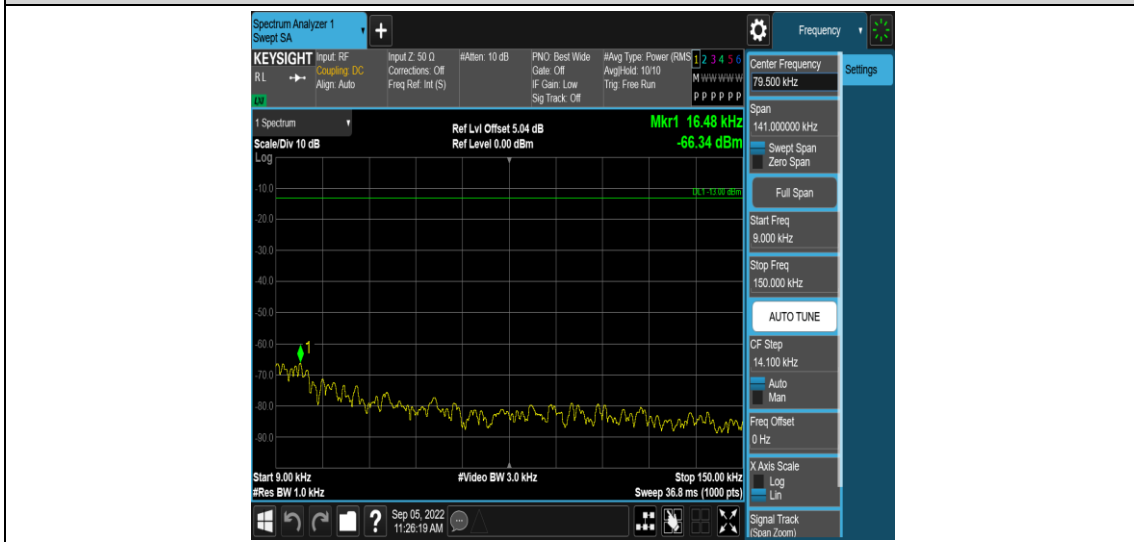 Spectrum Analyzer 1
Swept SA
+
Frequency
KEYSIGHT
RL
LXI
Input: RF
Coupling: DC
Align: Auto
Input Z: 50 Ω
Corrections: Off
Freq Ref: Int (S)
#Atten: 10 dB
PNO: Best Wide
Gate: Off
IF Gain: Low
Sig Track: Off
#Avg Type: Power (RMS
Avg|Hold: 10/10
Trig: Free Run
1 2 3 4 5 6
M W W W W W
P P P P P P
Center Frequency
79.500 kHz
Settings
1 Spectrum
Scale/Div 10 dB
Log
Ref Lvl Offset 5.04 dB
Ref Level 0.00 dBm
Mkr1 16.48 kHz
-66.34 dBm
DL1 -13.00 dBm
-10.0
-20.0
-30.0
-40.0
-50.0
-60.0
-70.0
-80.0
-90.0
1
Start 9.00 kHz
#Res BW 1.0 kHz
#Video BW 3.0 kHz
Stop 150.00 kHz
Sweep 36.8 ms (1000 pts)
Span
141.000000 kHz
Swept Span
Zero Span
Full Span
Start Freq
9.000 kHz
Stop Freq
150.000 kHz
AUTO TUNE
CF Step
14.100 kHz
Auto
Man
Freq Offset
0 Hz
X Axis Scale
Log
Lin
Signal Track
(Span Zoom)
?
Sep 05, 2022
11:26:19 AM